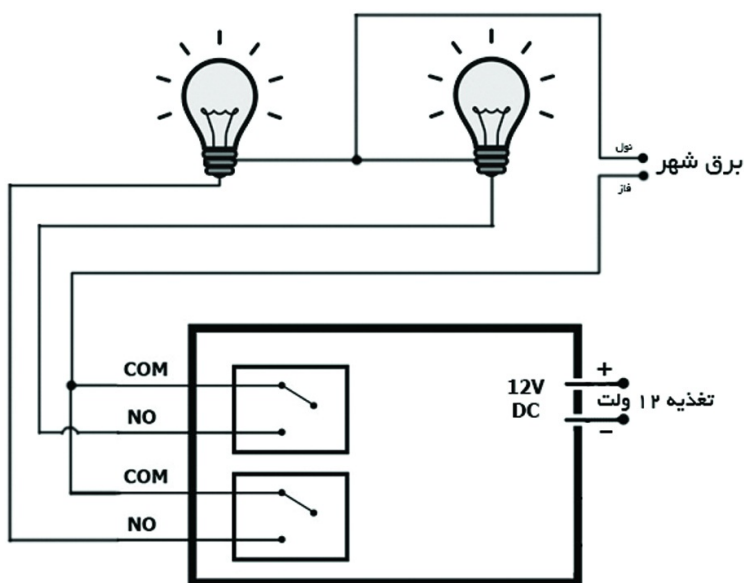 نول
برق شهر
فاز
COM
NO
COM
NO
12V
DC
+
تغذیه ۱۲ ولت
−